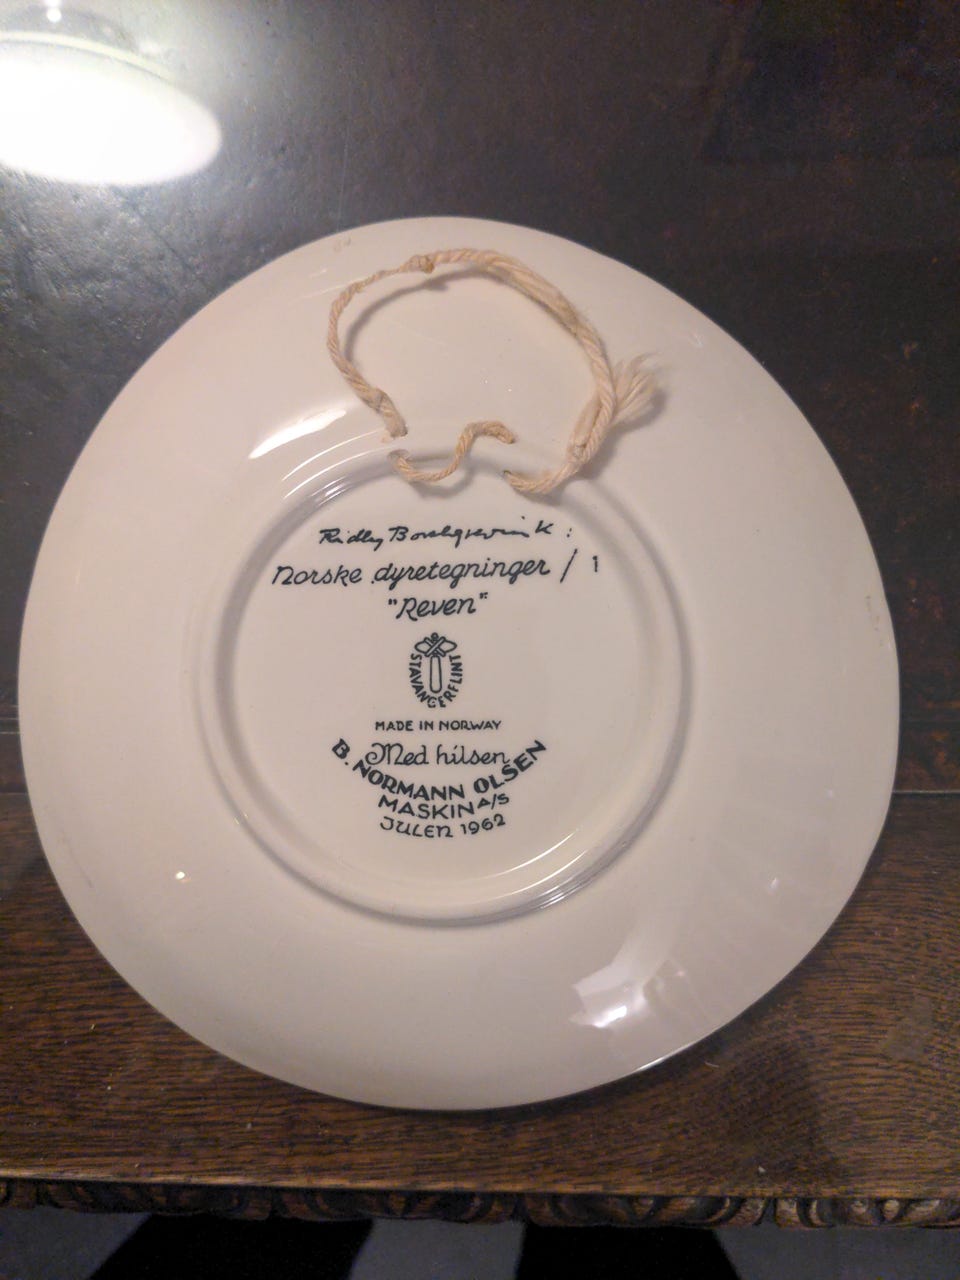 Ridley Borchgrevink:
Norske dyretegninger / 1
"Reven"
STAVANGERFLINT
MADE IN NORWAY
Med hilsen
B. NORMANN OLSEN
MASKIN A/S
JULEN 1962